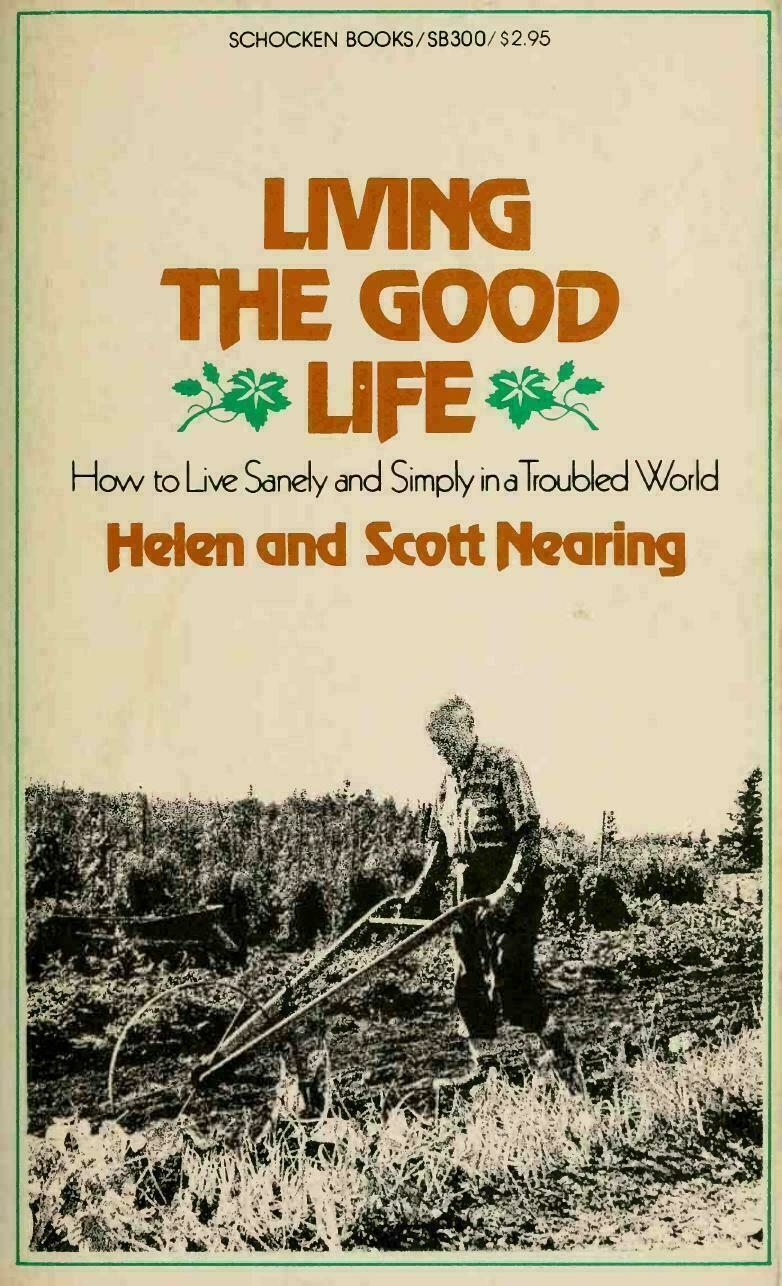 SCHOCKEN BOOKS/SB300/$2.95
LIVING
THE GOOD
LIFE
How to Live Sanely and Simply in a Troubled World
Helen and Scott Nearing